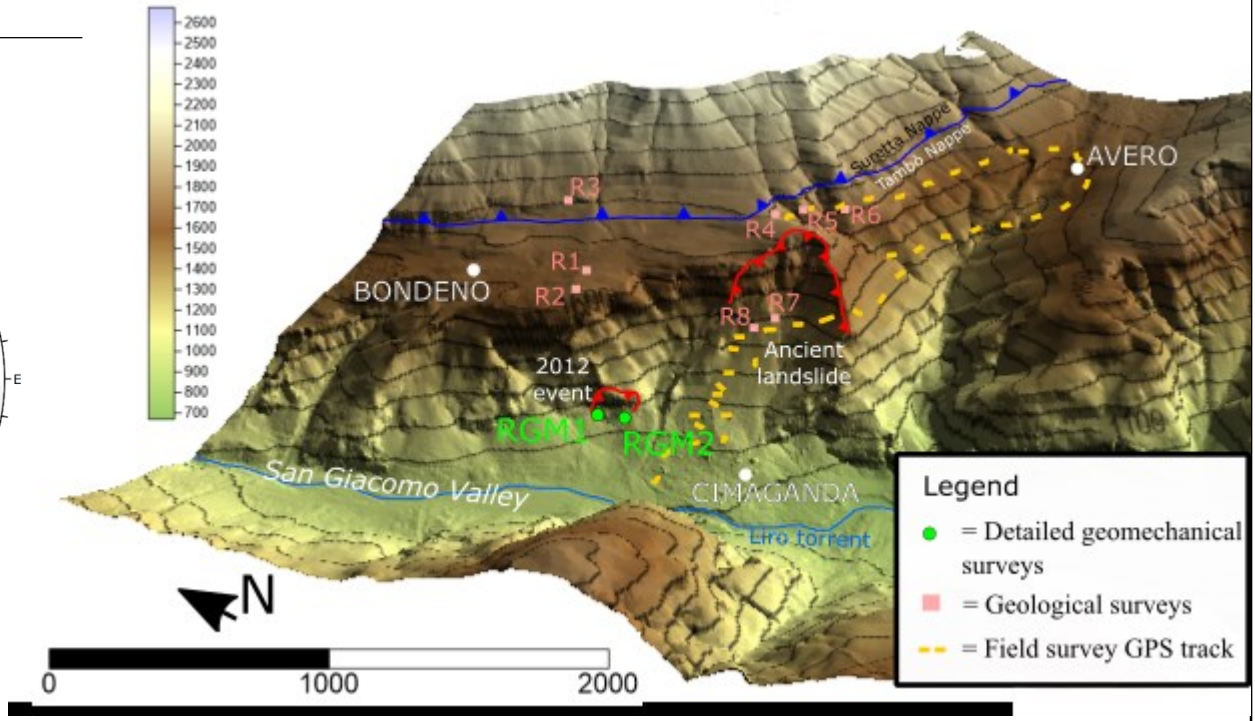 2600
2500
2400
2300
2200
2100
2000
1900
1800
1700
1600
1500
1400
1300
1200
1100
1000
900
800
700
E
Suretta Nappe
Tambò Nappe
AVERO
R3
R4
R5
R6
R1
R2
BONDENO
R7
R8
Ancient
landslide
2012
event
RGM1
RGM2
CIMAGANDA
San Giacomo Valley
Liro torrent
N
0
1000
2000
Legend
= Detailed geomechanical
surveys
= Geological surveys
= Field survey GPS track